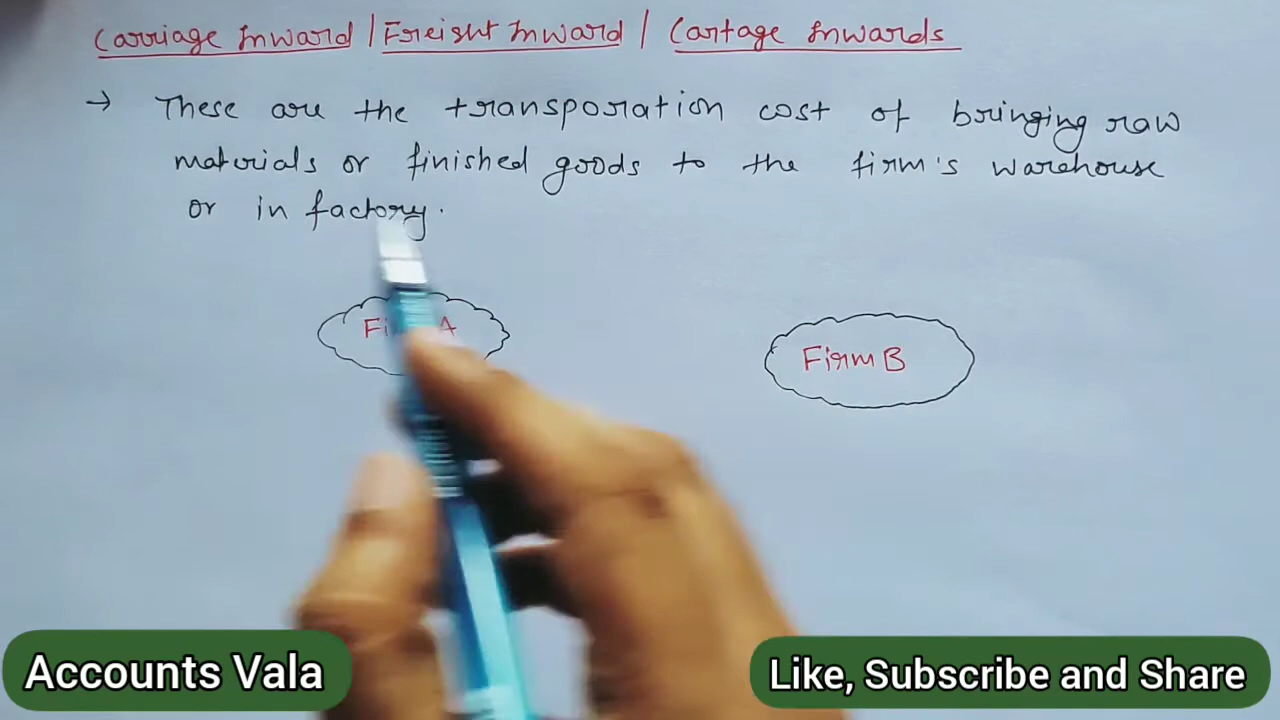 Carriage Inward / Freight Inward / Cartage Inwards
→ These are the transporation cost of bringing raw
materials or finished goods to the firm's warehouse
or in factory.
A
Firm B
Accounts Vala
Like, Subscribe and Share